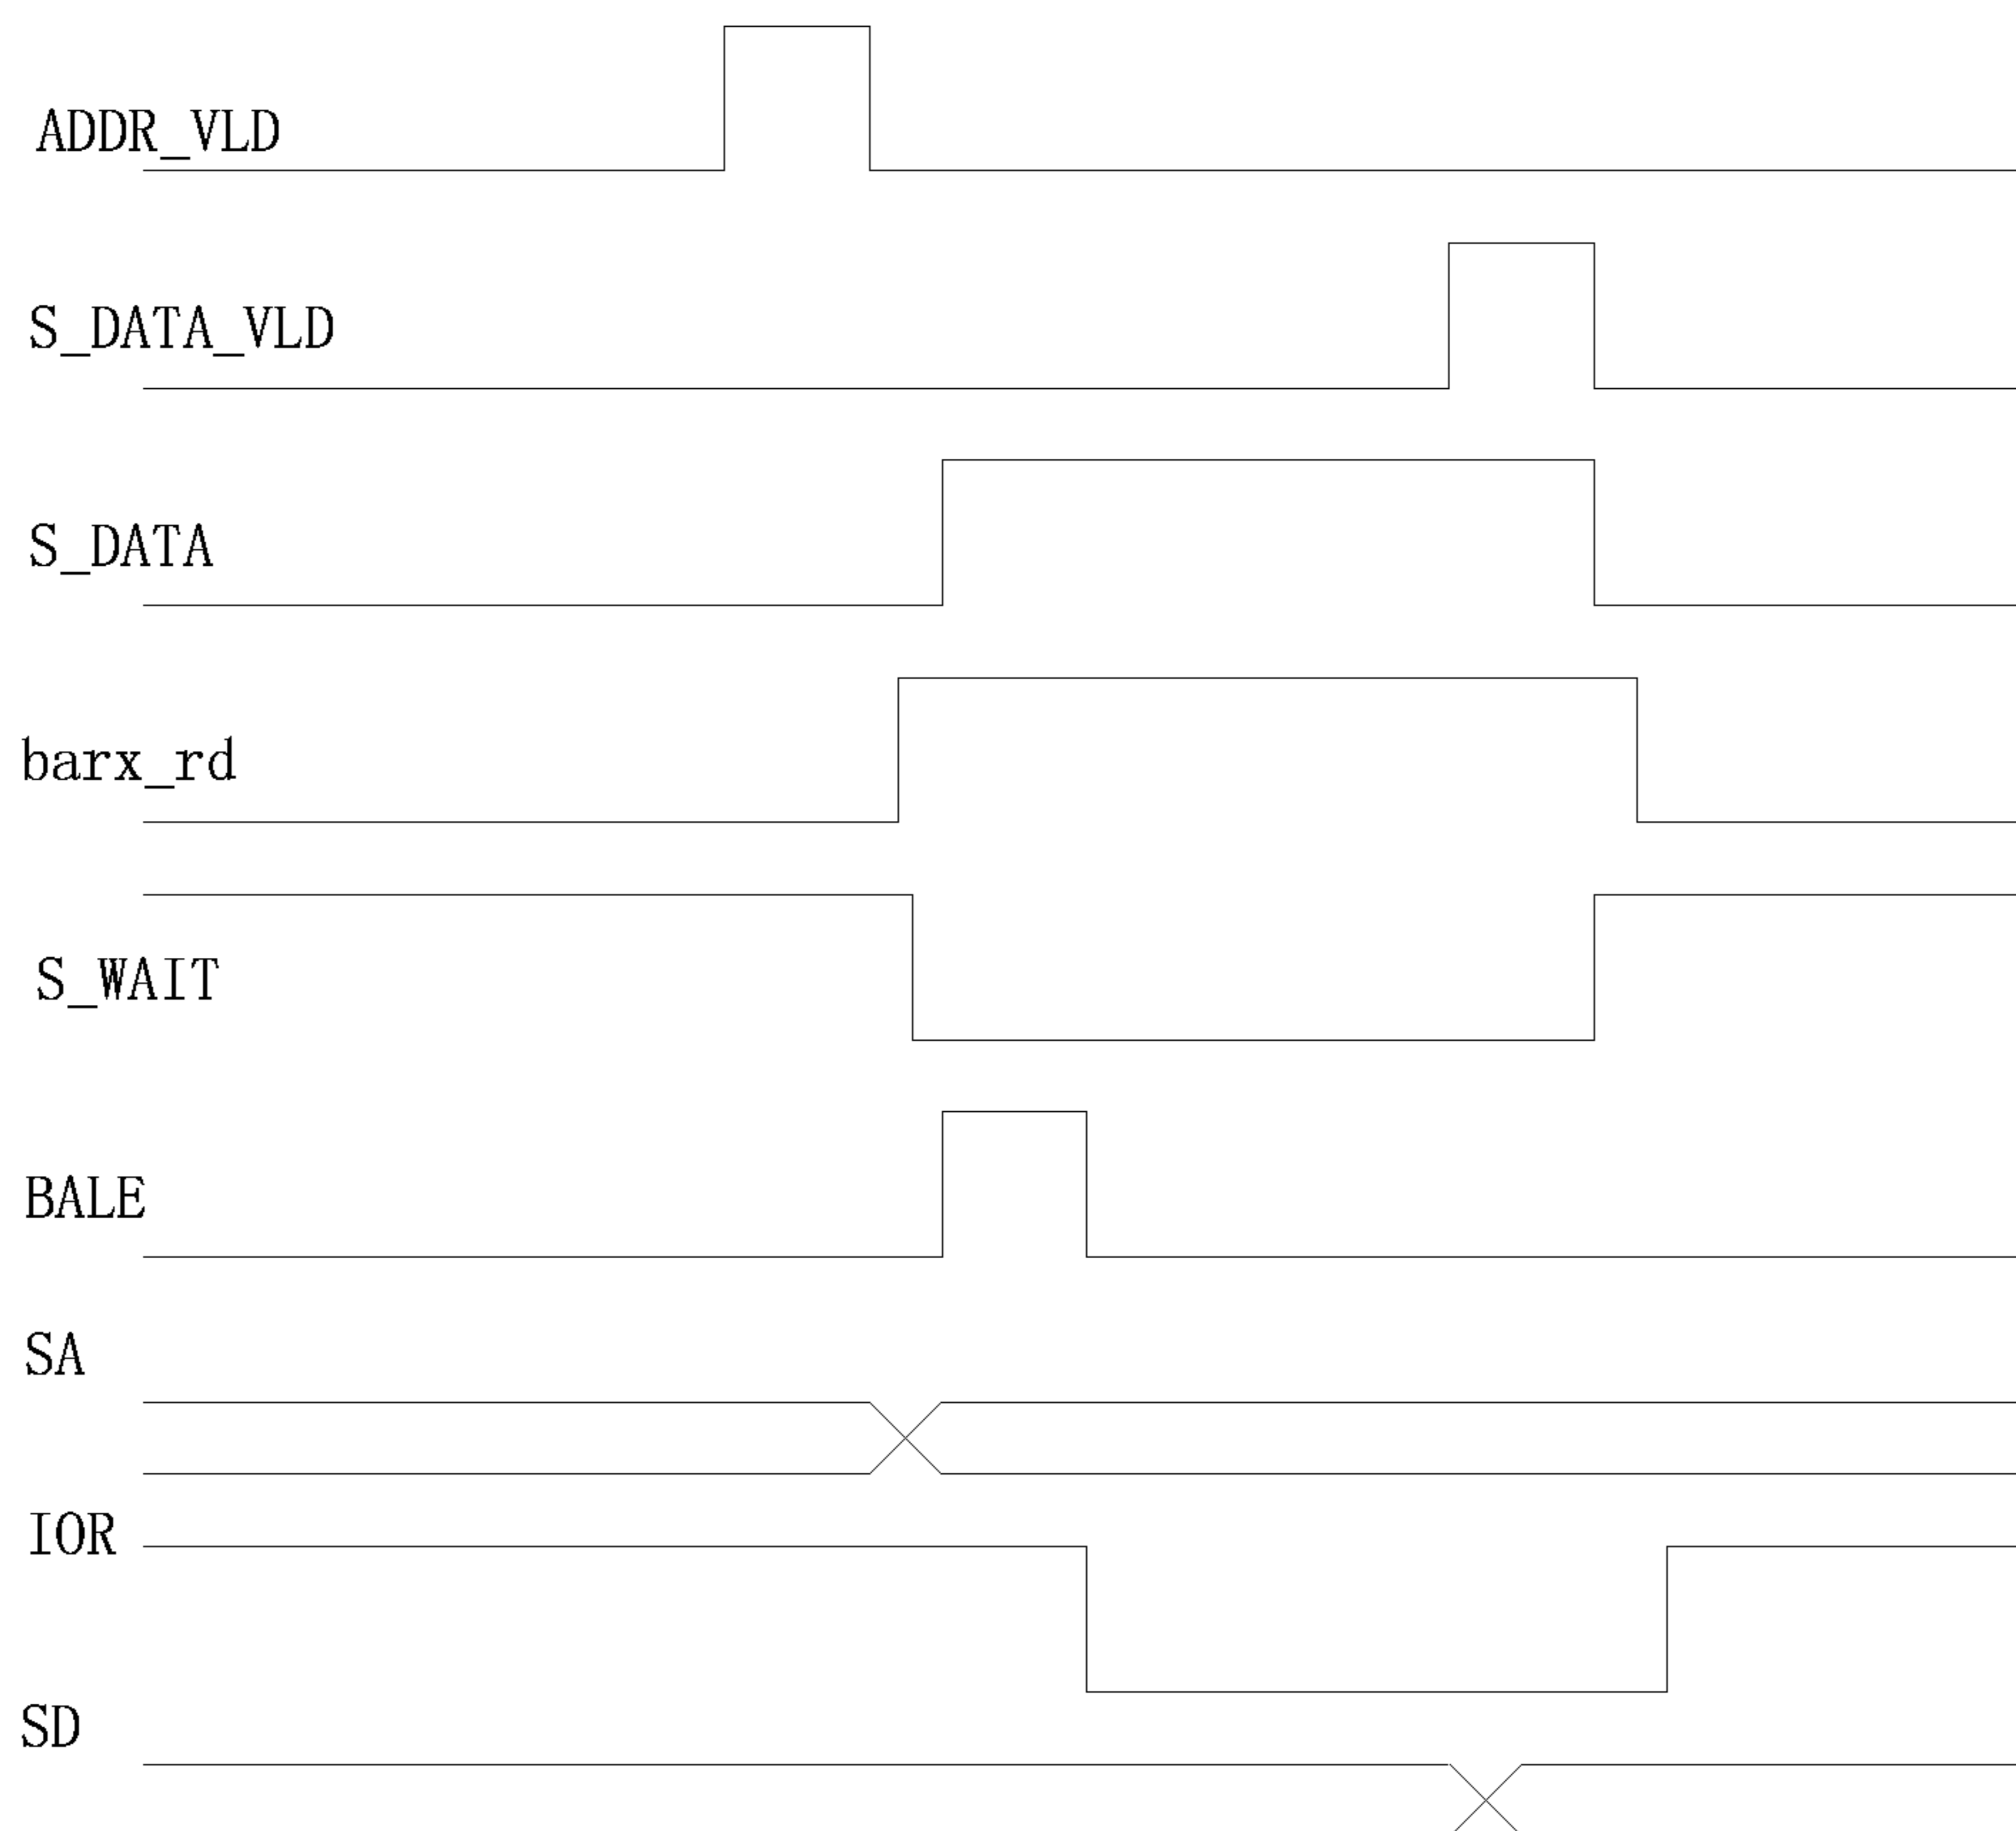 ADDR_VLD
S_DATA_VLD
S_DATA
barx_rd
S_WAIT
BALE
SA
IOR
SD